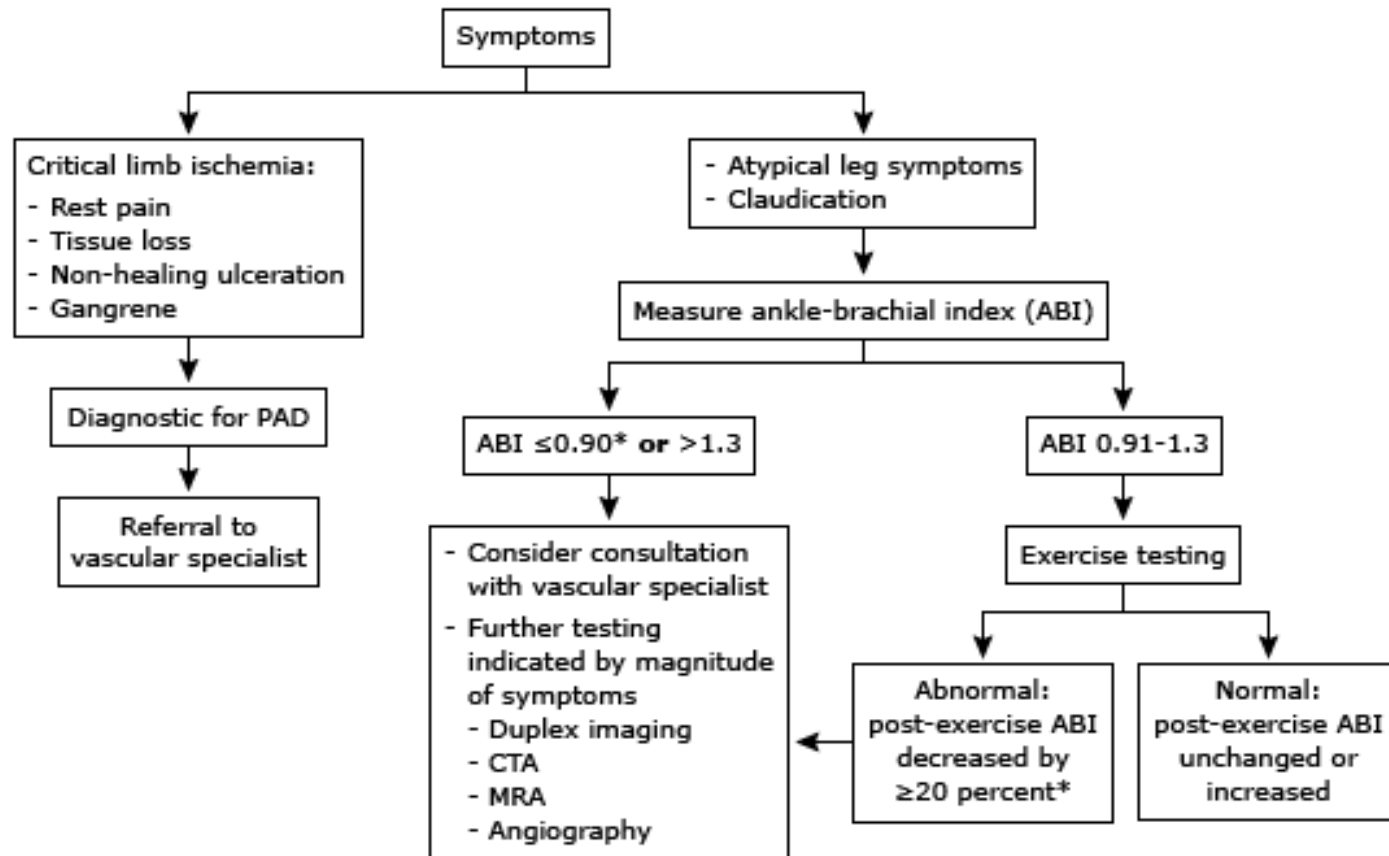 Symptoms
Critical limb ischemia:
- Rest pain
- Tissue loss
- Non-healing ulceration
- Gangrene
Diagnostic for PAD
Referral to
vascular specialist
- Atypical leg symptoms
- Claudication
Measure ankle-brachial index (ABI)
ABI ≤0.90* or >1.3
- Consider consultation
with vascular specialist
- Further testing
indicated by magnitude
of symptoms
- Duplex imaging
- CTA
- MRA
- Angiography
ABI 0.91-1.3
Exercise testing
Abnormal:
post-exercise ABI
decreased by
≥20 percent*
Normal:
post-exercise ABI
unchanged or
increased